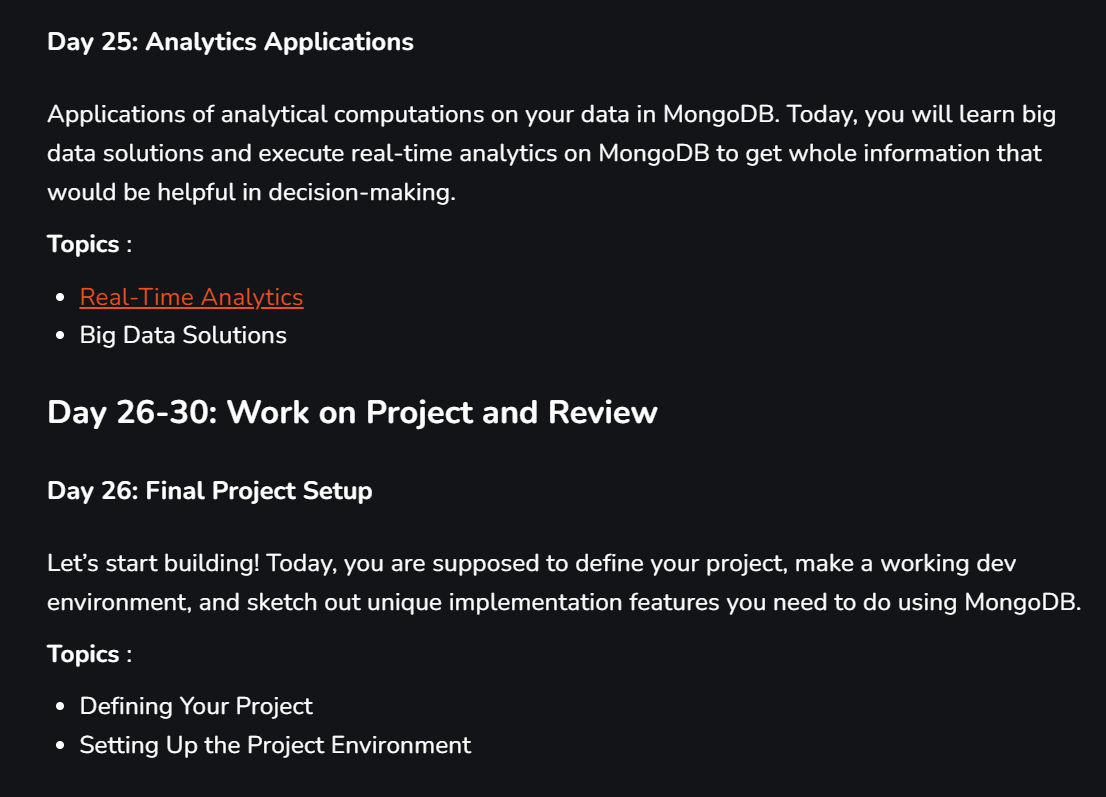 Day 25: Analytics Applications
Applications of analytical computations on your data in MongoDB. Today, you will learn big
data solutions and execute real-time analytics on MongoDB to get whole information that
would be helpful in decision-making.
Topics :
• Real-Time Analytics
• Big Data Solutions
Day 26-30: Work on Project and Review
Day 26: Final Project Setup
Let’s start building! Today, you are supposed to define your project, make a working dev
environment, and sketch out unique implementation features you need to do using MongoDB.
Topics :
• Defining Your Project
• Setting Up the Project Environment